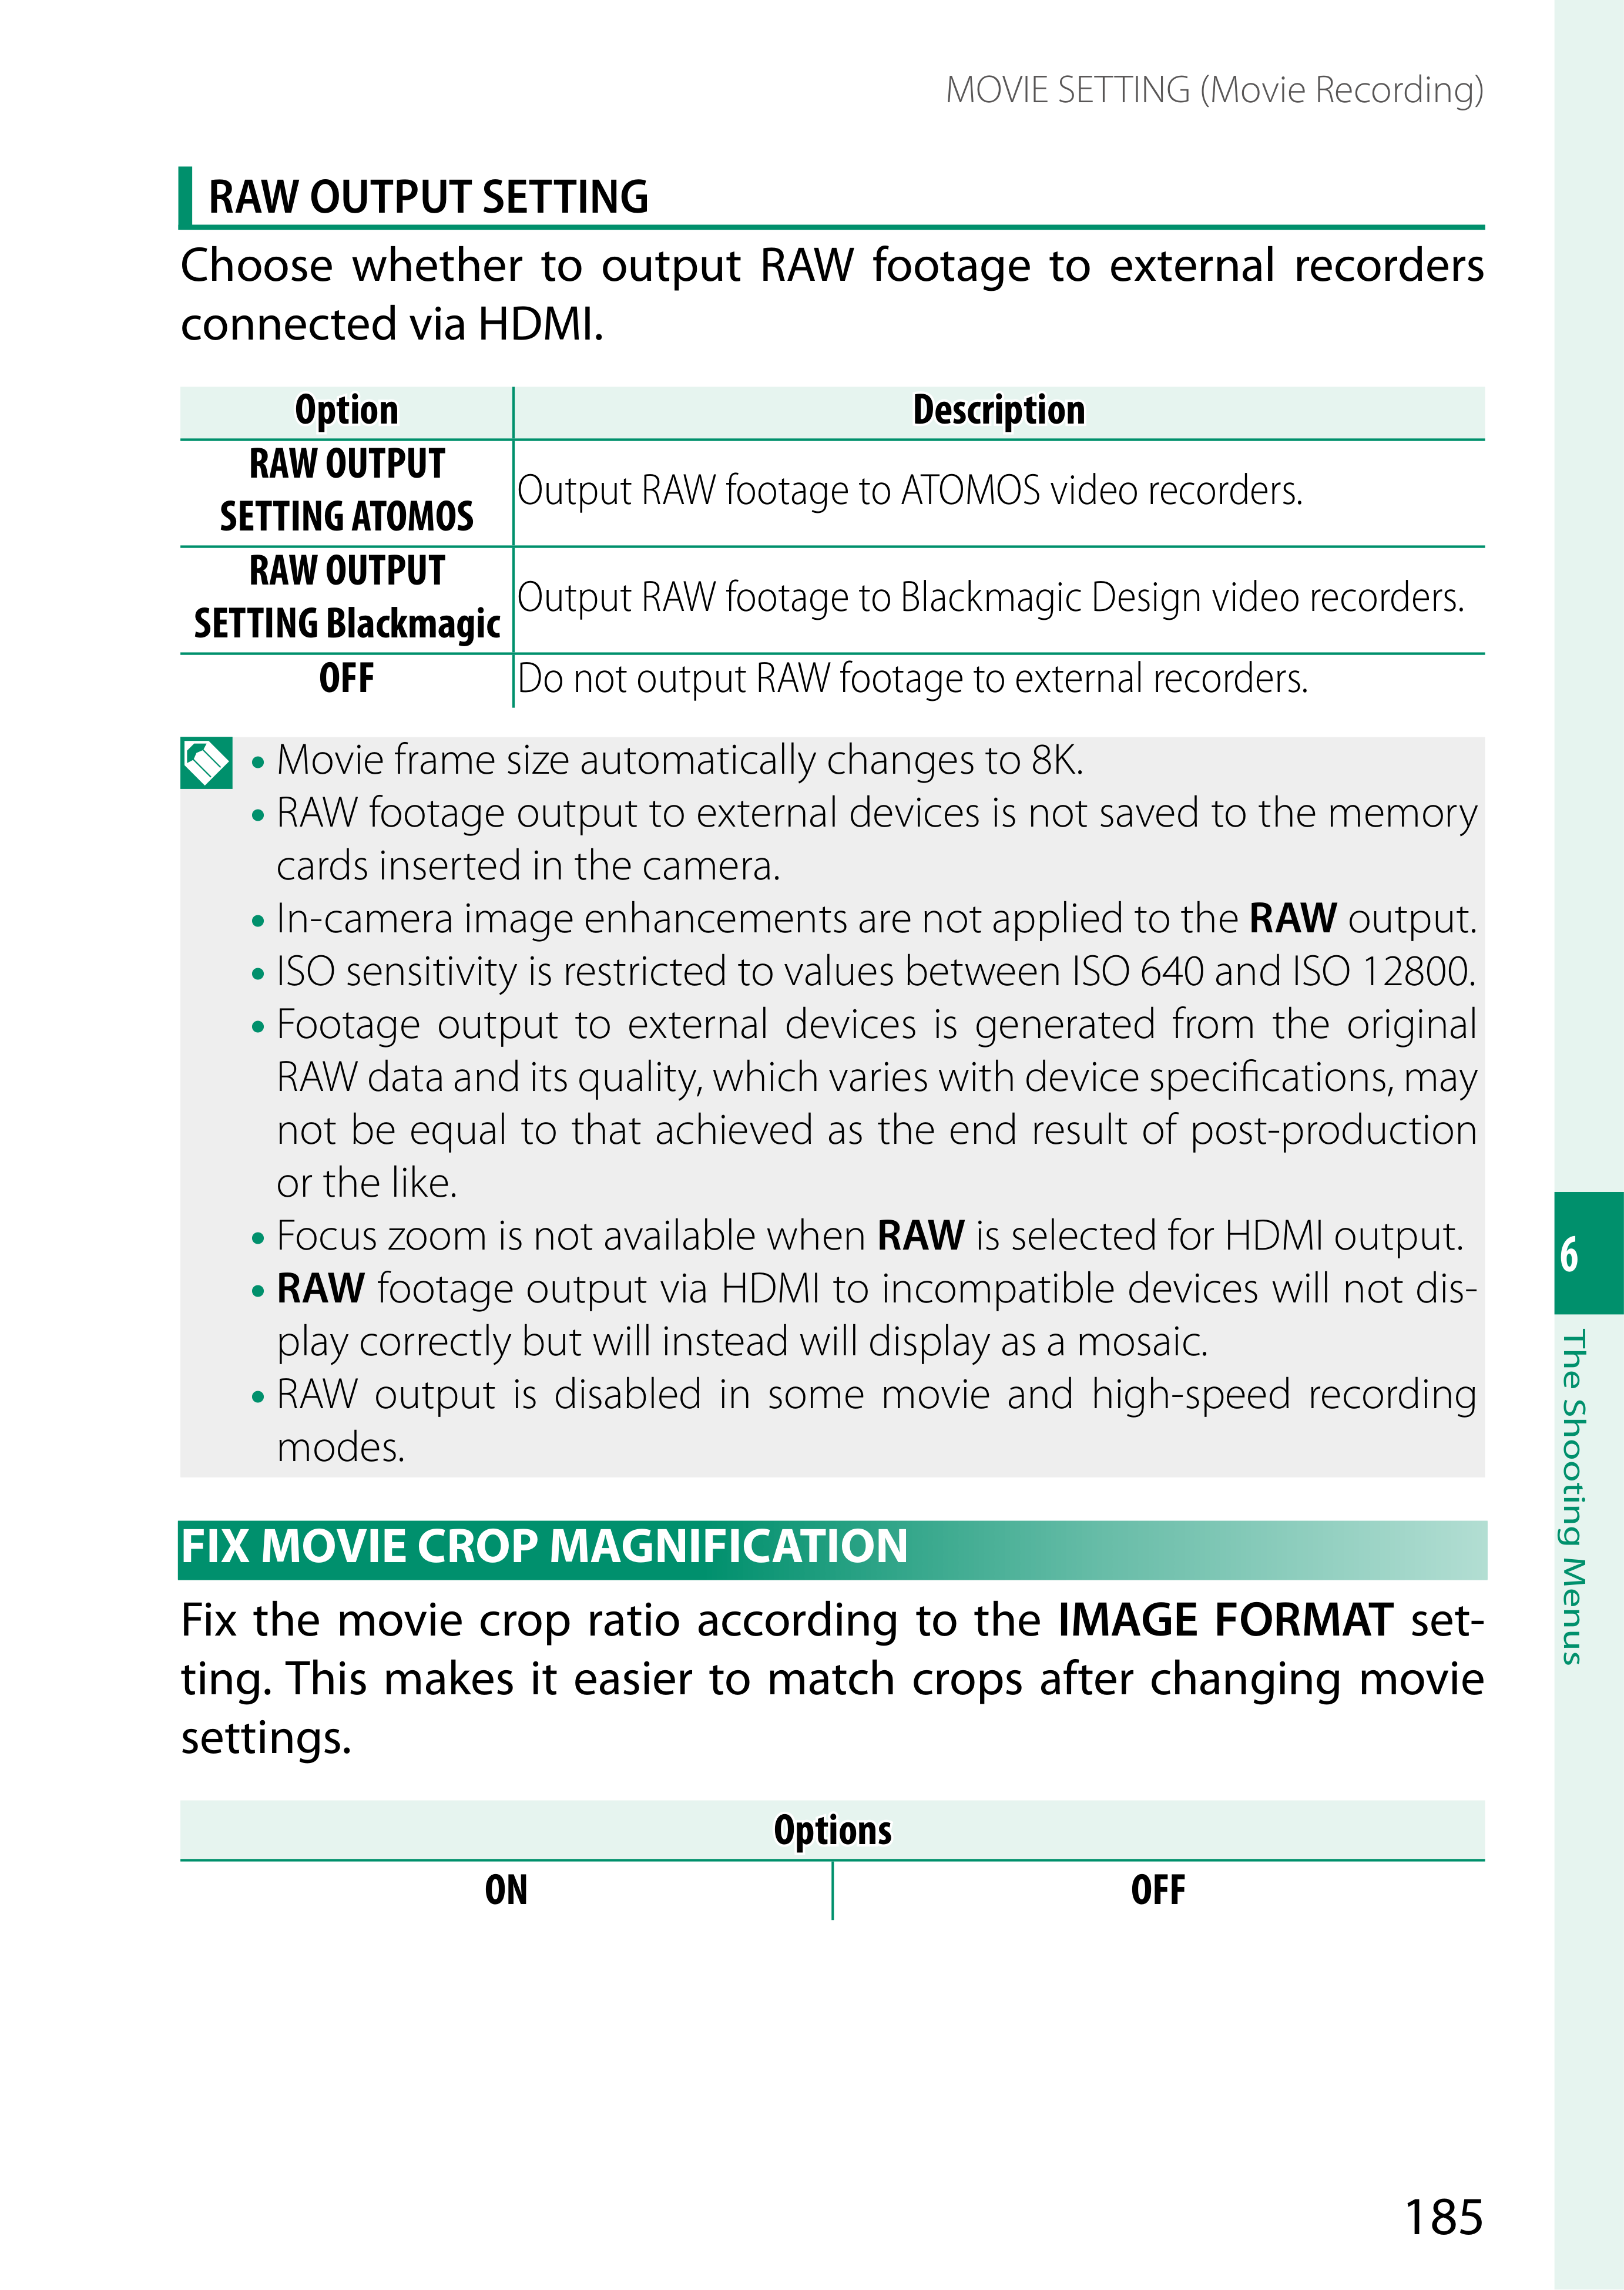 MOVIE SETTING (Movie Recording)
RAW OUTPUT SETTING
Choose whether to output RAW footage to external recorders
connected via HDMI.
Option Description
RAW OUTPUT
SETTING ATOMOS
Output RAW footage to ATOMOS video recorders.
RAW OUTPUT
SETTING Blackmagic
Output RAW footage to Blackmagic Design video recorders.
OFF Do not output RAW footage to external recorders.
• Movie frame size automatically changes to 8K.
• RAW footage output to external devices is not saved to the memory
cards inserted in the camera.
• In-camera image enhancements are not applied to the RAW output.
• ISO sensitivity is restricted to values between ISO 640 and ISO 12800.
• Footage output to external devices is generated from the original
RAW data and its quality, which varies with device specifications, may
not be equal to that achieved as the end result of post-production
or the like.
• Focus zoom is not available when RAW is selected for HDMI output.
• RAW footage output via HDMI to incompatible devices will not dis-
play correctly but will instead will display as a mosaic.
• RAW output is disabled in some movie and high-speed recording
modes.
FIX MOVIE CROP MAGNIFICATION
Fix the movie crop ratio according to the IMAGE FORMAT set-
ting. This makes it easier to match crops after changing movie
settings.
Options
ON OFF
6
The Shooting Menus
185